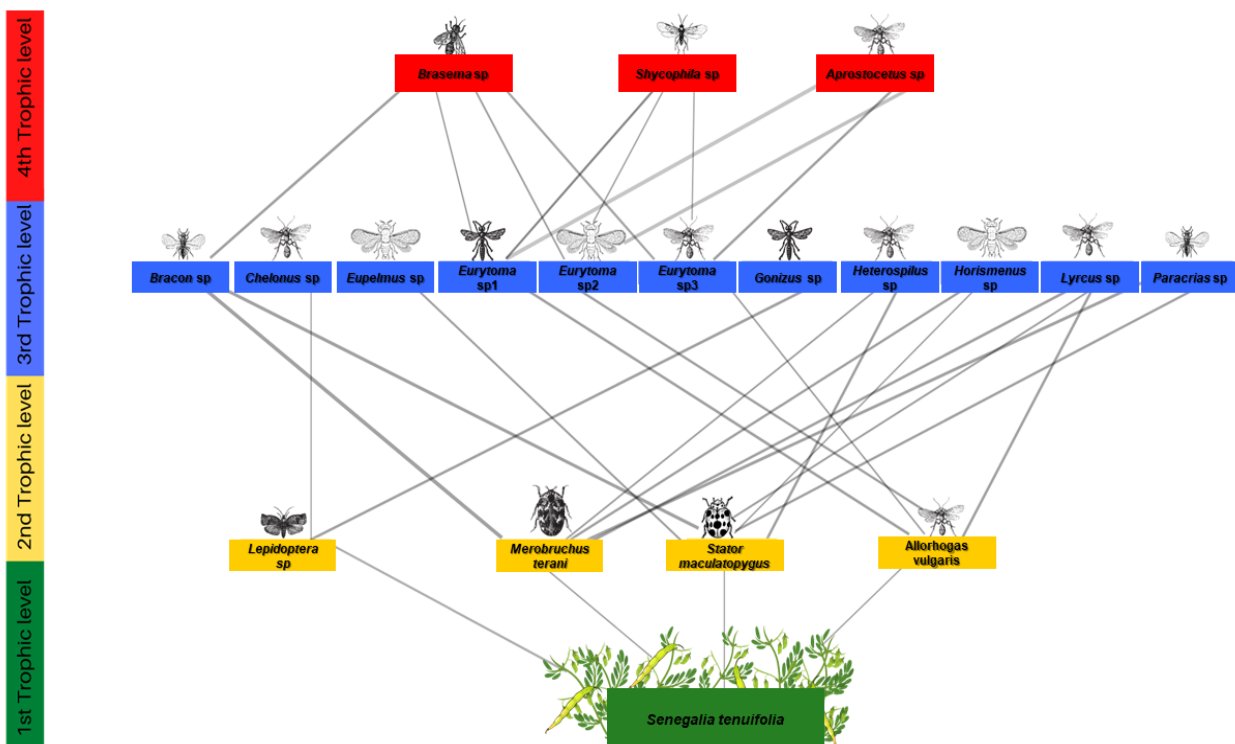 4th Trophic level
Brasema sp
Shycophila sp
Aprostocetus sp
3rd Trophic level
Bracon sp
Chelonus sp
Eupelmus sp
Eurytoma
sp1
Eurytoma
sp2
Eurytoma
sp3
Gonizus sp
Heterospilus
sp
Horismenus
sp
Lyrcus sp
Paracrias sp
2nd Trophic level
Lepidoptera
sp
Merobruchus
terani
Stator
maculatopygus
Allorhogas
vulgaris
1st Trophic level
Senegalia tenuifolia